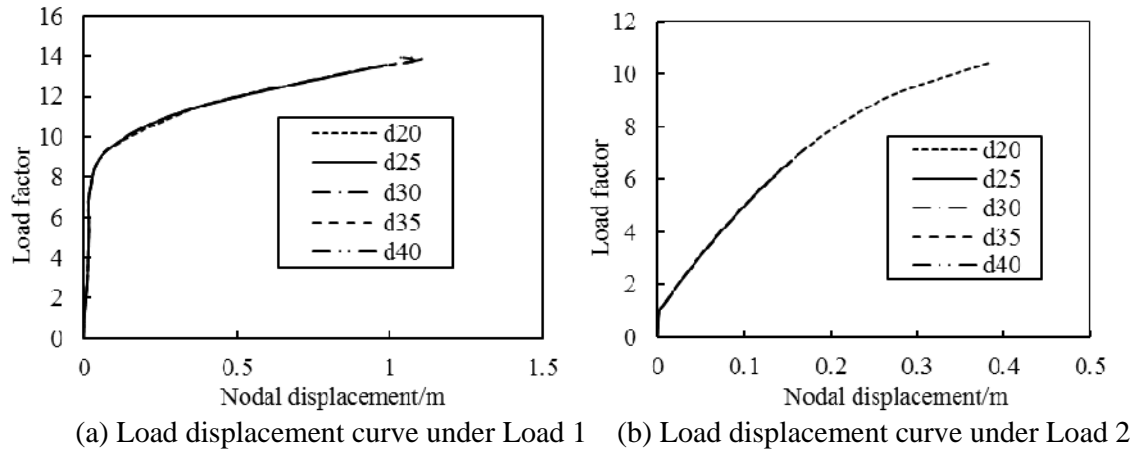 16
14
12
10
8
6
4
2
0
Load factor
d20
d25
d30
d35
d40
0 0.5 1 1.5
Nodal displacement/m
(a) Load displacement curve under Load 1
12
10
8
6
4
2
0
Load factor
d20
d25
d30
d35
d40
0 0.1 0.2 0.3 0.4 0.5
Nodal displacement/m
(b) Load displacement curve under Load 2